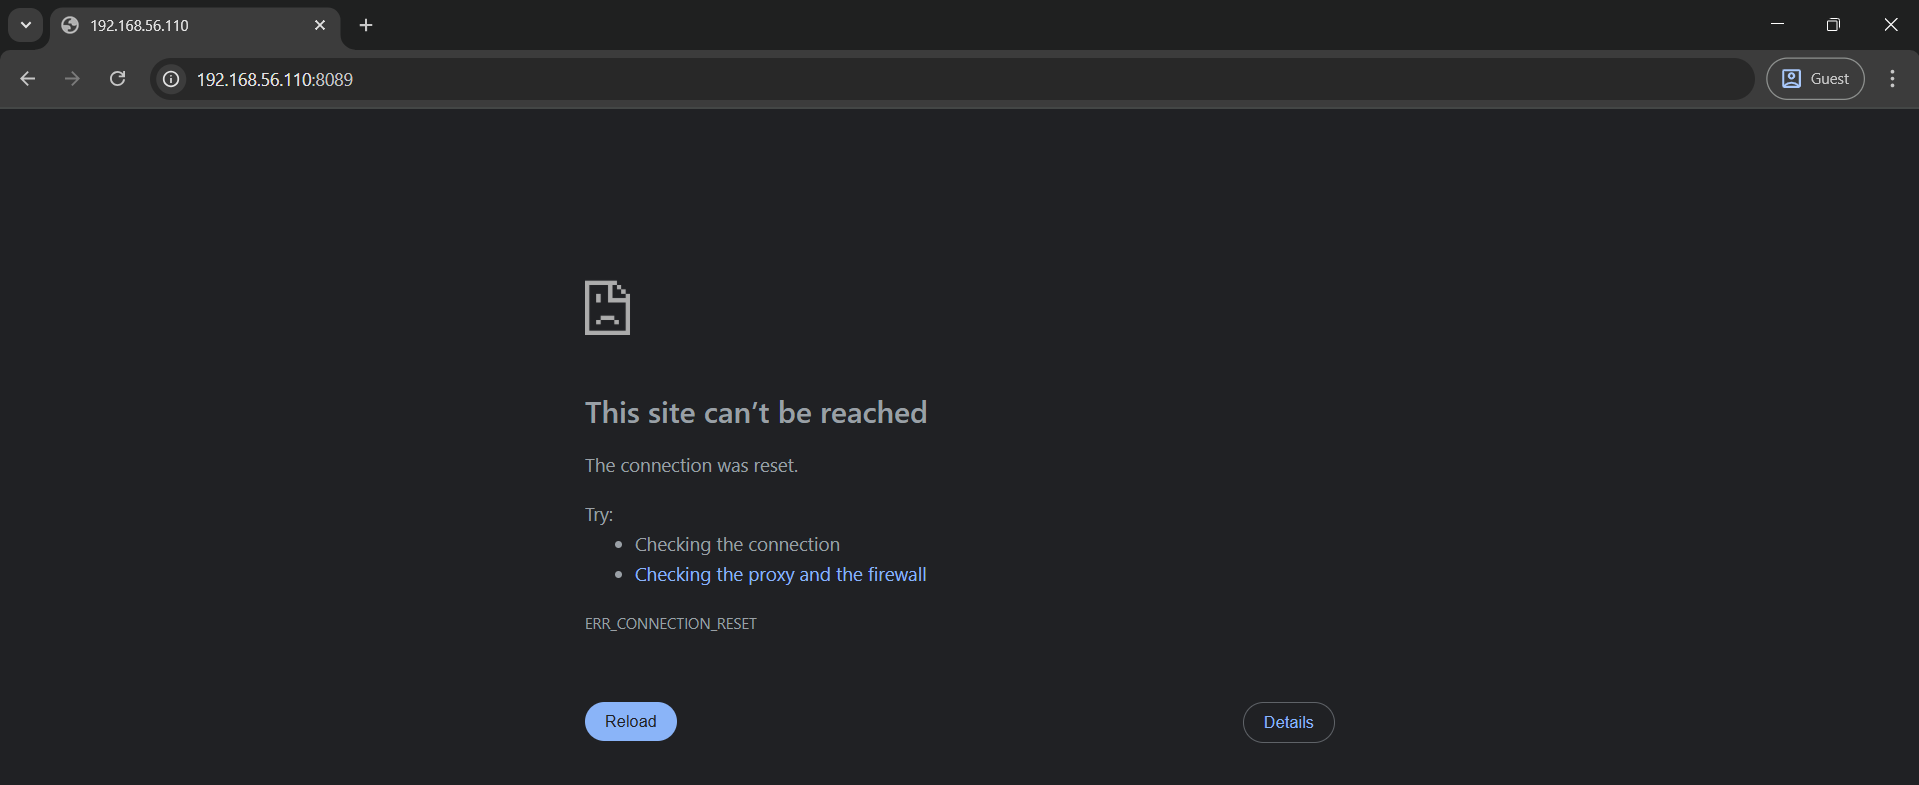 192.168.56.110
192.168.56.110:8089
Guest
This site can’t be reached
The connection was reset.
Try:
Checking the connection
Checking the proxy and the firewall
ERR_CONNECTION_RESET
Reload
Details